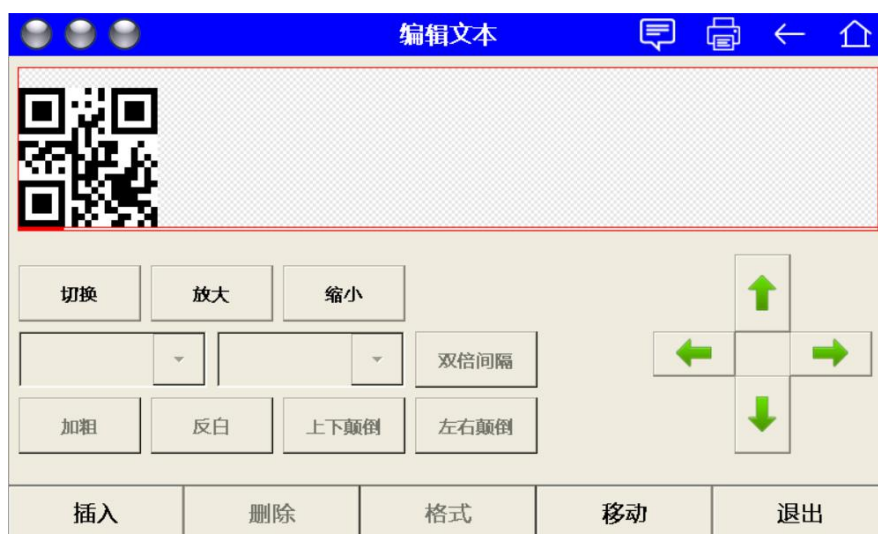 编辑文本
切换 放大 缩小
双倍间隔
加粗 反白 上下颠倒 左右颠倒
插入 删除 格式 移动 退出